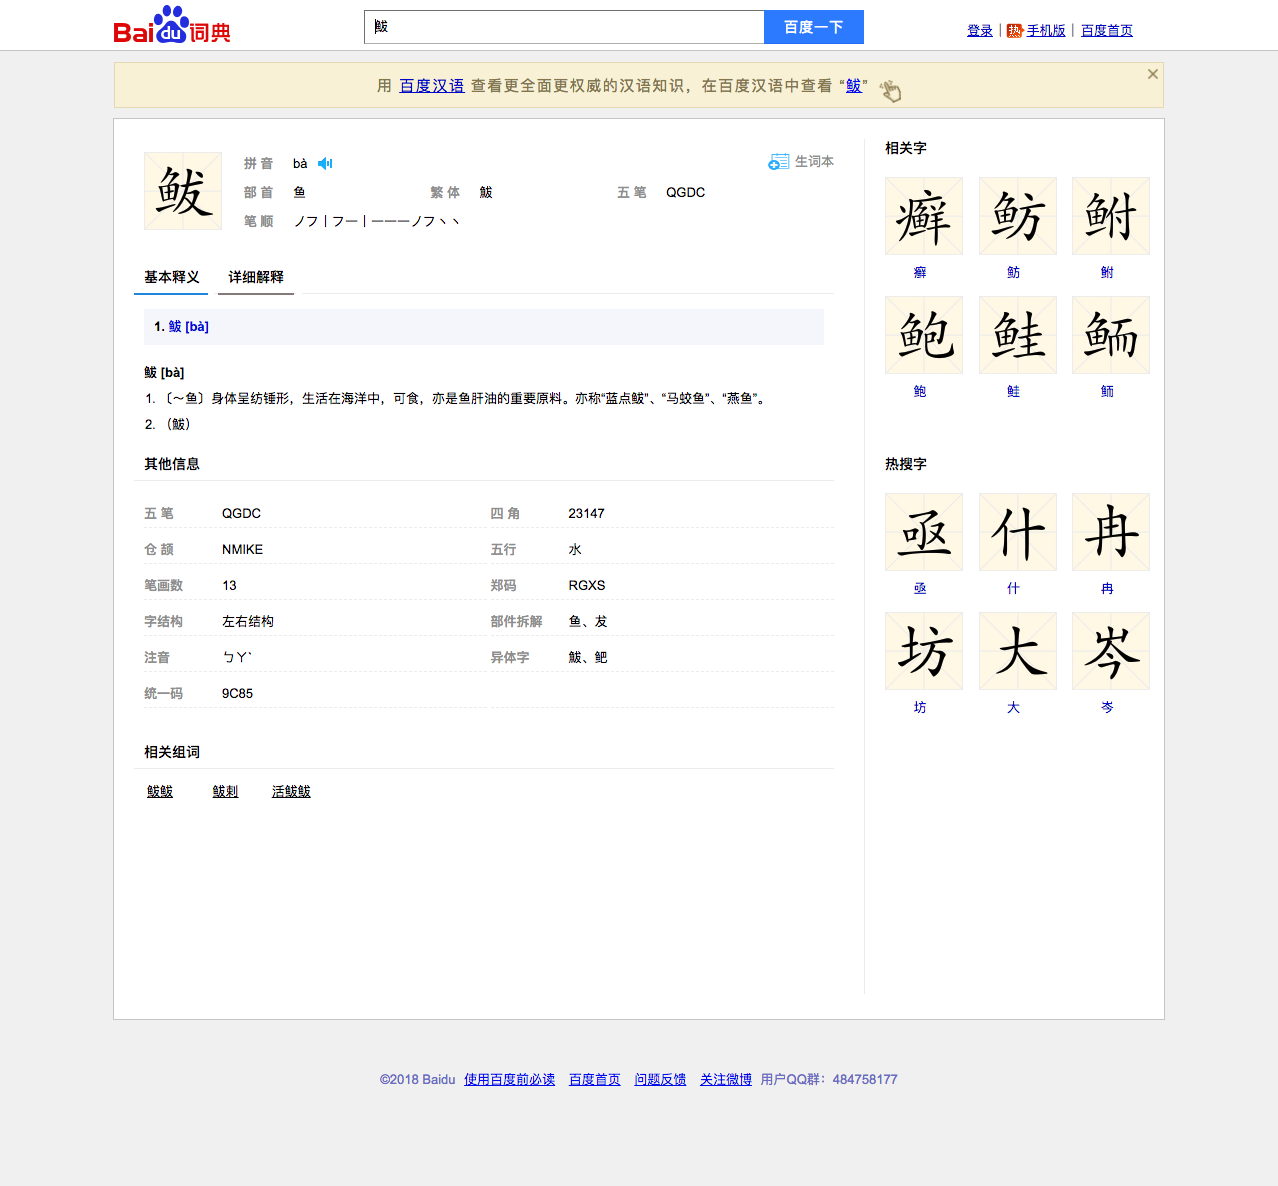 Baidu词典
鲅
百度一下
登录 | 热 手机版 | 百度首页
用 百度汉语 查看更全面更权威的汉语知识，在百度汉语中查看 “鲅”
鲅
拼 音 bà
生词本
部 首 鱼 繁 体 鮁 五 笔 QGDC
笔 顺 ノフ丨フ一丨一一一ノフヽヽ
基本释义 详细解释
1. 鲅 [bà]
鲅 [bà]
1. 〔～鱼〕身体呈纺锤形，生活在海洋中，可食，亦是鱼肝油的重要原料。亦称“蓝点鲅”、“马蛟鱼”、“燕鱼”。
2. （鮁）
其他信息
五 笔 QGDC 四 角 23147
仓 颉 NMIKE 五行 水
笔画数 13 郑码 RGXS
字结构 左右结构 部件拆解 鱼、犮
注音 ㄅㄚˋ 异体字 鮁、鲃
统一码 9C85
相关组词
鲅鲅 鲅剌 活鲅鲅
相关字
癣 鲂 鲋
癣 鲂 鲋
鲍 鲑 鲕
鲍 鲑 鲕
热搜字
亟 什 冉
亟 什 冉
坊 大 岑
坊 大 岑
©2018 Baidu 使用百度前必读 百度首页 问题反馈 关注微博 用户QQ群：484758177